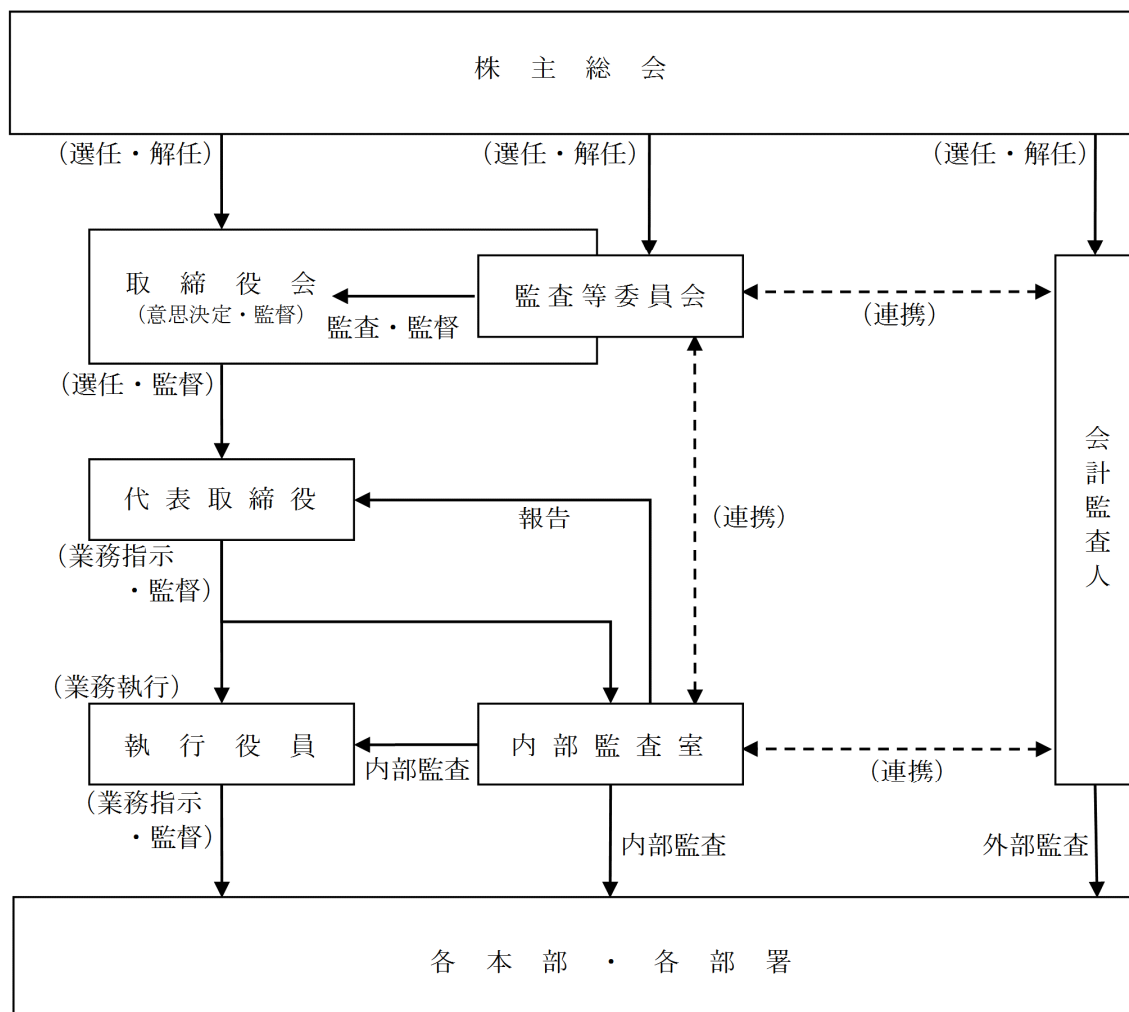 株主総会
（選任・解任）
（選任・解任）
（選任・解任）
取締役会
（意思決定・監督）
監査・監督
監査等委員会
（連携）
（選任・監督）
会計監査人
代表取締役
報告
（連携）
（業務指示
・監督）
（業務執行）
執行役員
内部監査
内部監査室
（連携）
（業務指示
・監督）
内部監査
外部監査
各本部・各部署